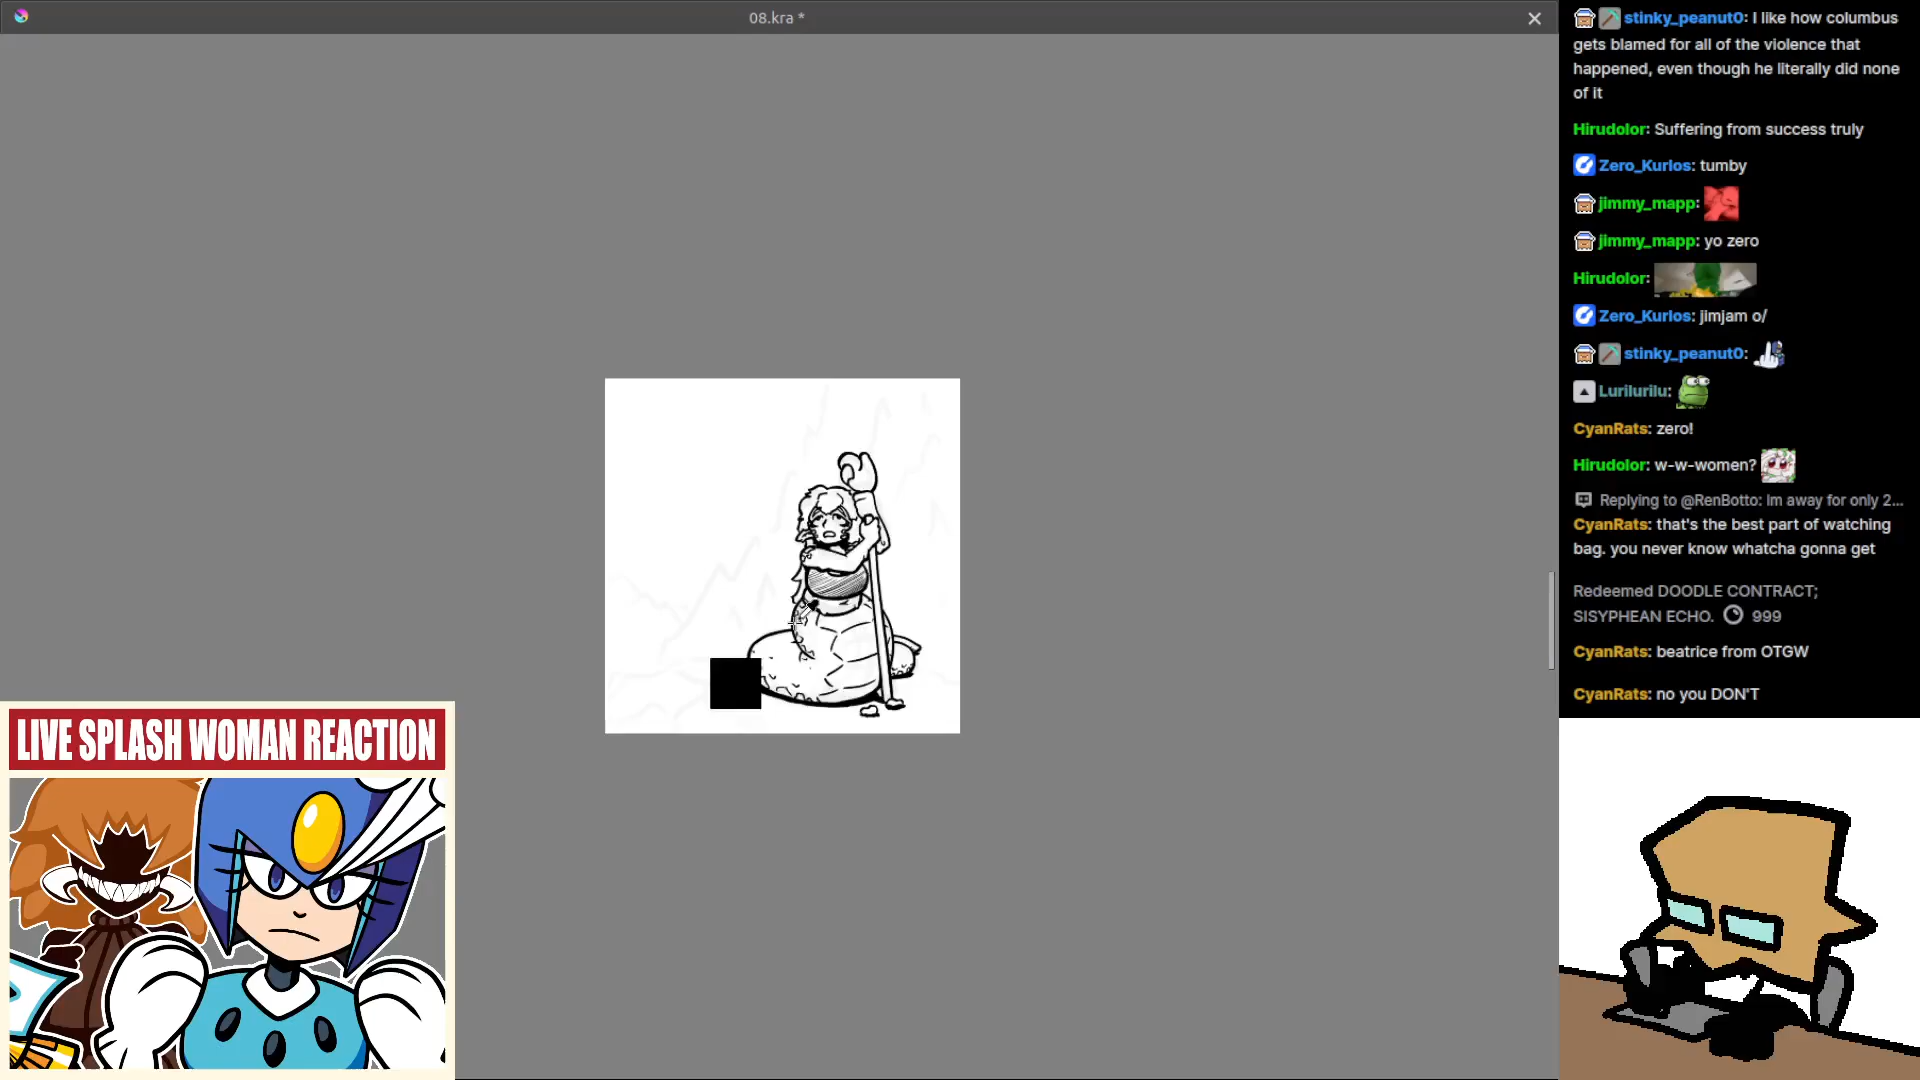 08.kra *
stinky_peanut0: I like how columbus
gets blamed for all of the violence that
happened, even though he literally did none
of it
Hirudolor: Suffering from success truly
Zero_Kurlos: tumby
jimmy_mapp:
jimmy_mapp: yo zero
Hirudolor:
Zero_Kurlos: jimjam o/
stinky_peanut0:
Lurilurilu:
CyanRats: zero!
Hirudolor: w-w-women?
Replying to @RenBotto: Im away for only 2...
CyanRats: that's the best part of watching
bag. you never know whatcha gonna get
Redeemed DOODLE CONTRACT;
SISYPHEAN ECHO. 999
CyanRats: beatrice from OTGW
CyanRats: no you DON'T
LIVE SPLASH WOMAN REACTION